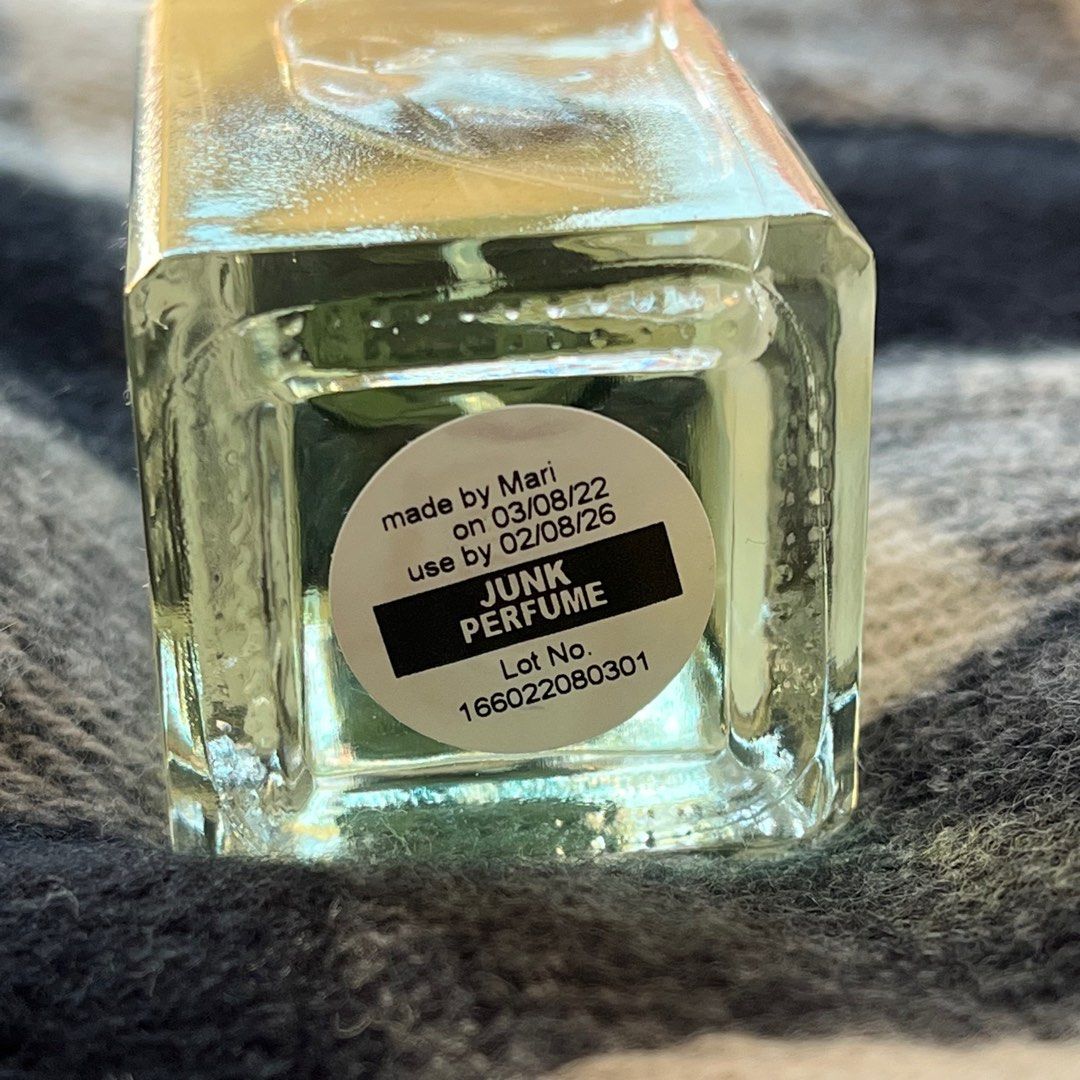 made by Mari
on 03/08/22
use by 02/08/26
JUNK
PERFUME
Lot No.
166022080301